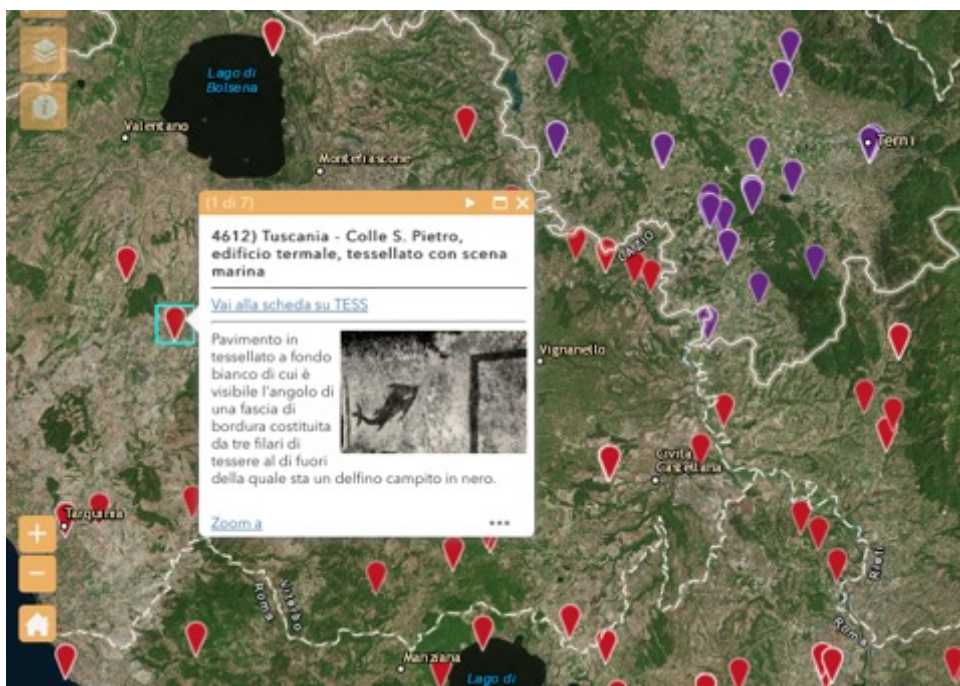 Lago di
Bolsena
Valentano
Montefiascone
Terni
(1 di 7)
4612) Tuscania - Colle S. Pietro,
edificio termale, tessellato con scena
marina
LAZIO
Vai alla scheda su TESS
Pavimento in
tessellato a fondo
bianco di cui è
visibile l'angolo di
una fascia di
bordura costituita
da tre filari di
tessere al di fuori
della quale sta un delfino campito in nero.
Vignanello
Civita
Castellana
Tarquinia
Zoom a
Viterbo
Roma
Rieti
Roma
Manziana
Lago di